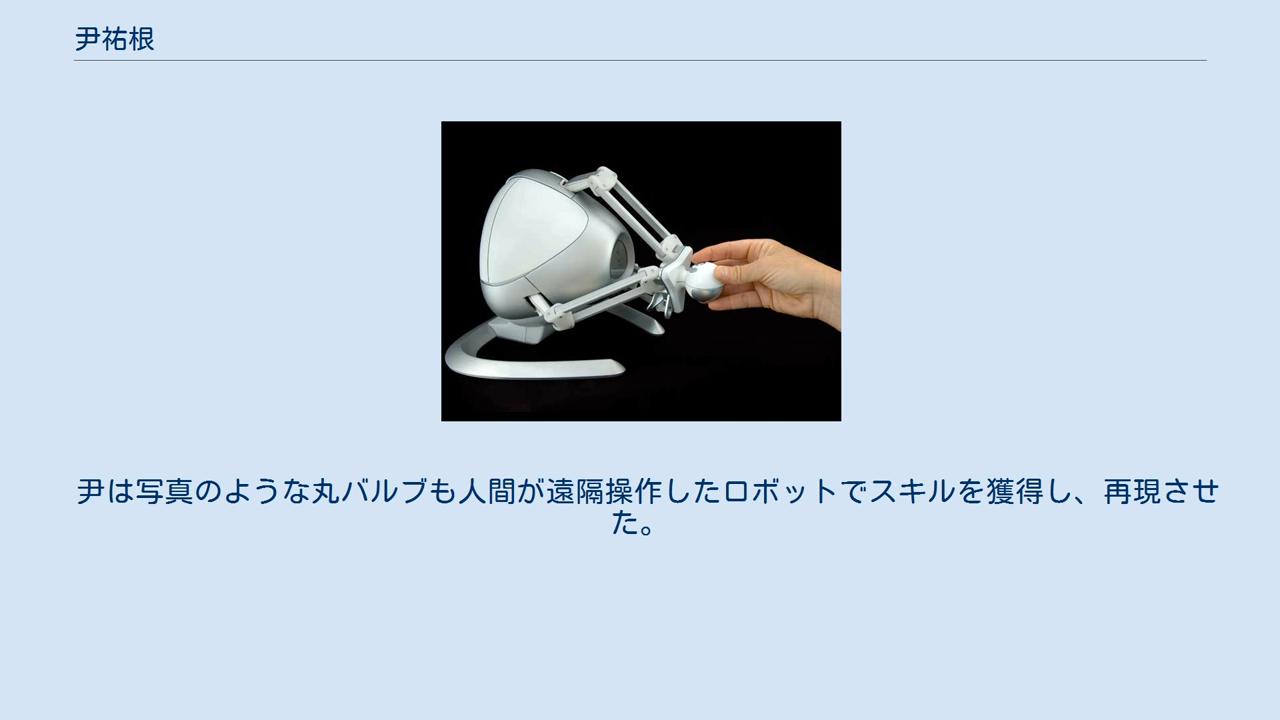 尹祐根
尹は写真のような丸バルブも人間が遠隔操作したロボットでスキルを獲得し、再現させ
た。